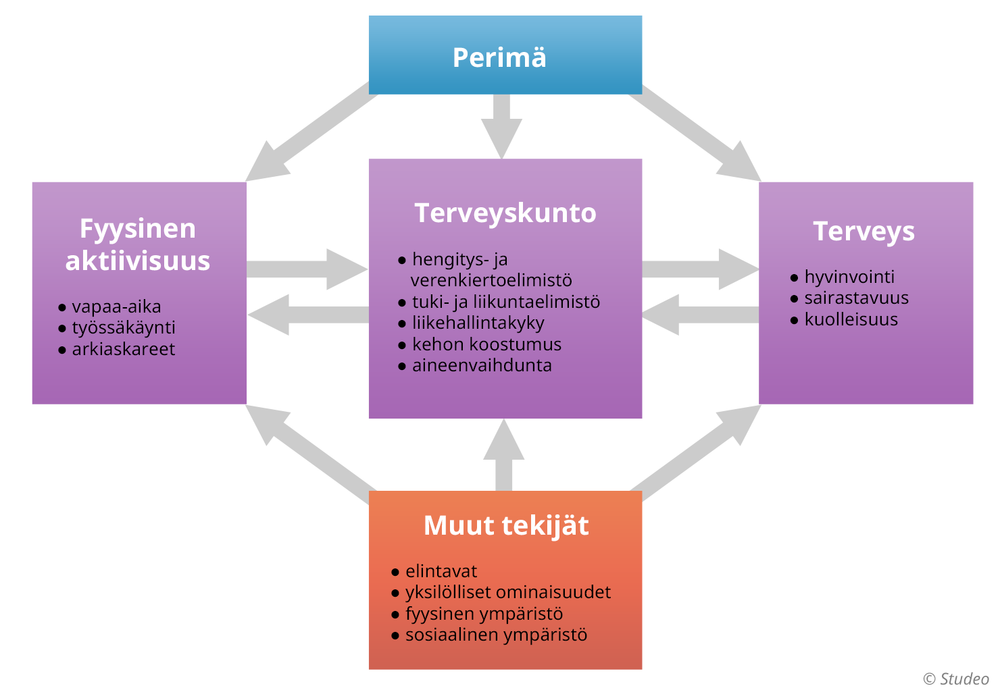 Perimä
Fyysinen
aktiivisuus
● vapaa-aika
● työssäkäynti
● arkiaskareet
Terveyskunto
● hengitys- ja
verenkiertoelimistö
● tuki- ja liikuntaelimistö
● liikehallintakyky
● kehon koostumus
● aineenvaihdunta
Terveys
● hyvinvointi
● sairastavuus
● kuolleisuus
Muut tekijät
● elintavat
● yksilölliset ominaisuudet
● fyysinen ympäristö
● sosiaalinen ympäristö
© Studeo